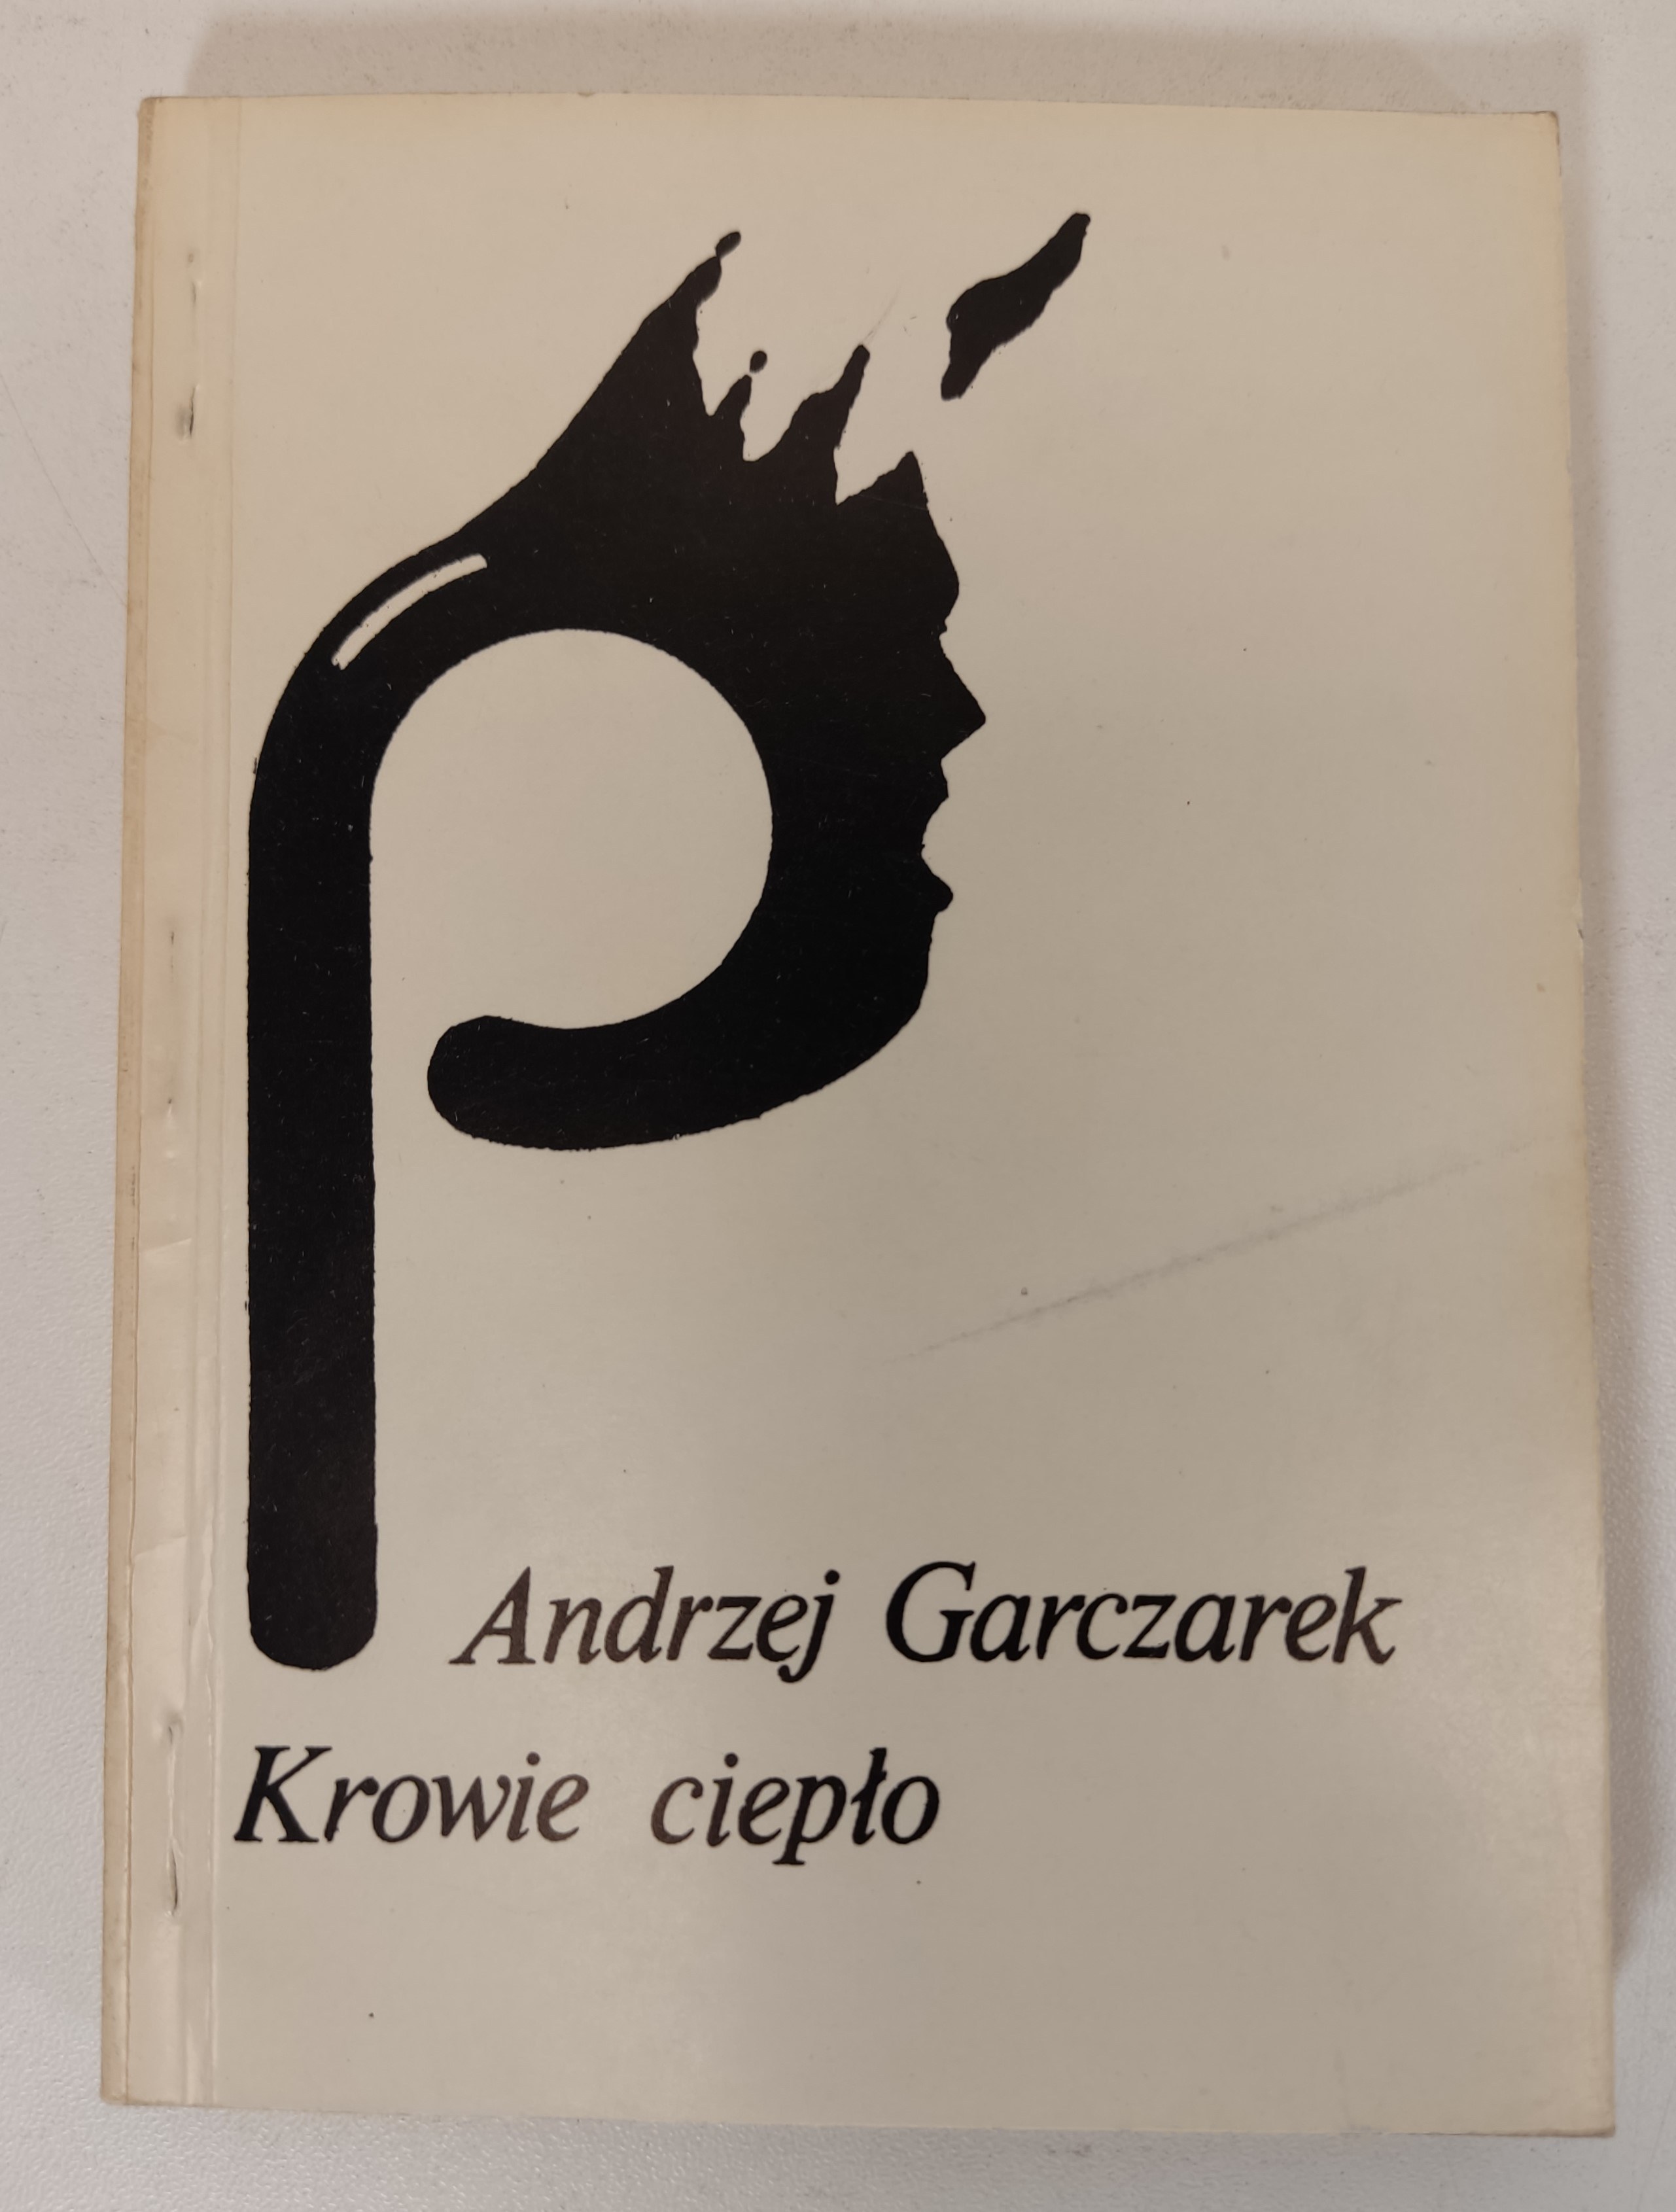 Andrzej Garczarek
Krowie ciepło